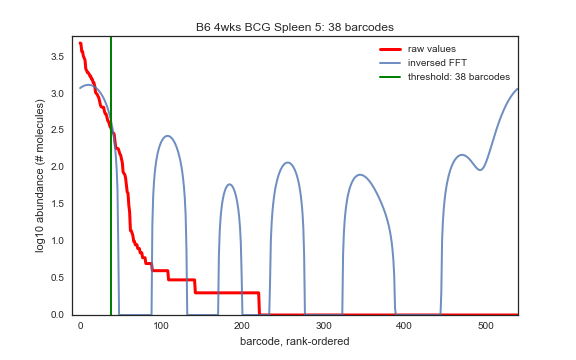 B6 4wks BCG Spleen 5: 38 barcodes
raw values
inversed FFT
threshold: 38 barcodes
log10 abundance (# molecules)
3.5
3.0
2.5
2.0
1.5
1.0
0.5
0.0
0 100 200 300 400 500
barcode, rank-ordered